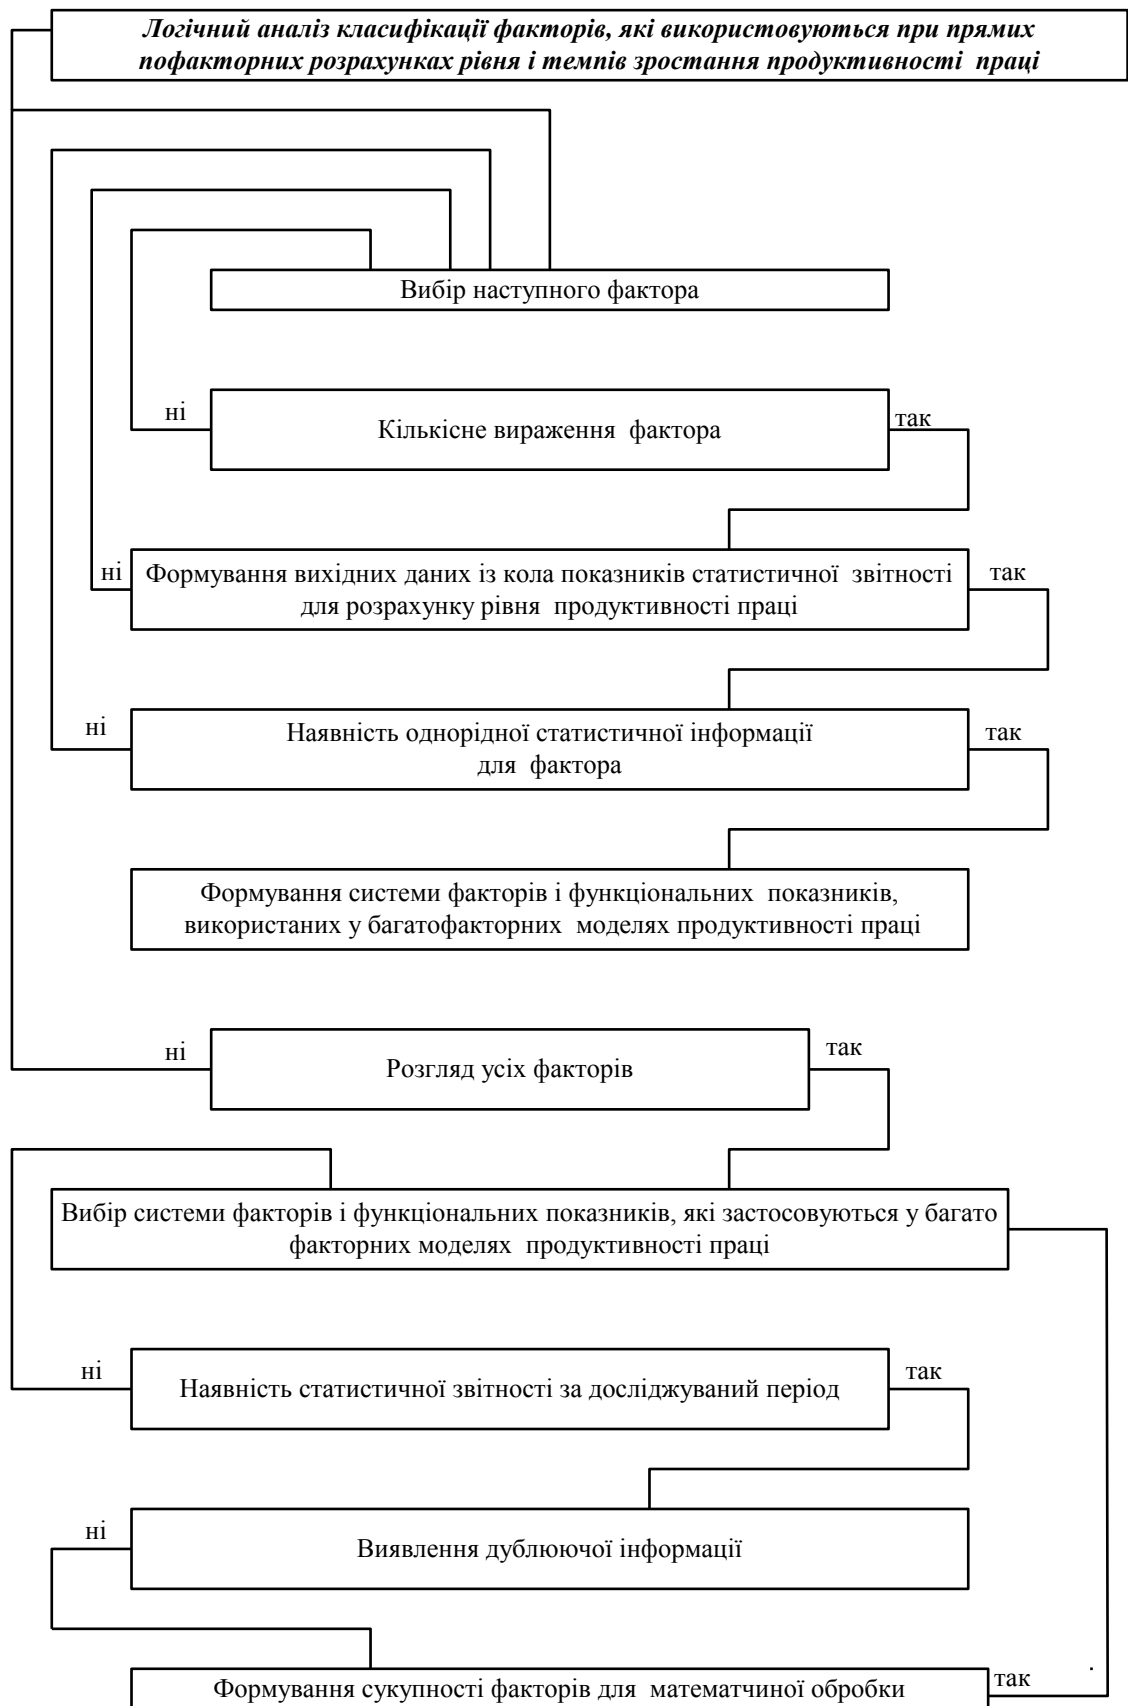 Логічний аналіз класифікації факторів, які використовуються при прямих
пофакторних розрахунках рівня і темпів зростання продуктивності праці
Вибір наступного фактора
ні
Кількісне вираження фактора
так
ні
Формування вихідних даних із кола показників статистичної звітності
для розрахунку рівня продуктивності праці
так
ні
Наявність однорідної статистичної інформації
для фактора
так
Формування системи факторів і функціональних показників,
використаних у багатофакторних моделях продуктивності праці
ні
Розгляд усіх факторів
так
Вибір системи факторів і функціональних показників, які застосовуються у багато
факторних моделях продуктивності праці
ні
Наявність статистичної звітності за досліджуваний період
так
ні
Виявлення дублюючої інформації
Формування сукупності факторів для математчиної обробки
так